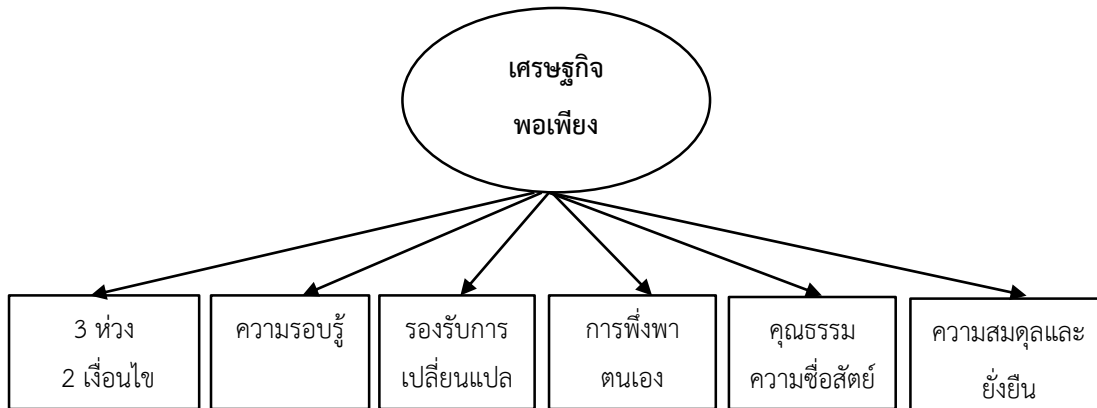 เศรษฐกิจ
พอเพียง
3 ห่วง
2 เงื่อนไข
ความรอบรู้
รองรับการ
เปลี่ยนแปล
การพึ่งพา
ตนเอง
คุณธรรม
ความซื่อสัตย์
ความสมดุลและ
ยั่งยืน